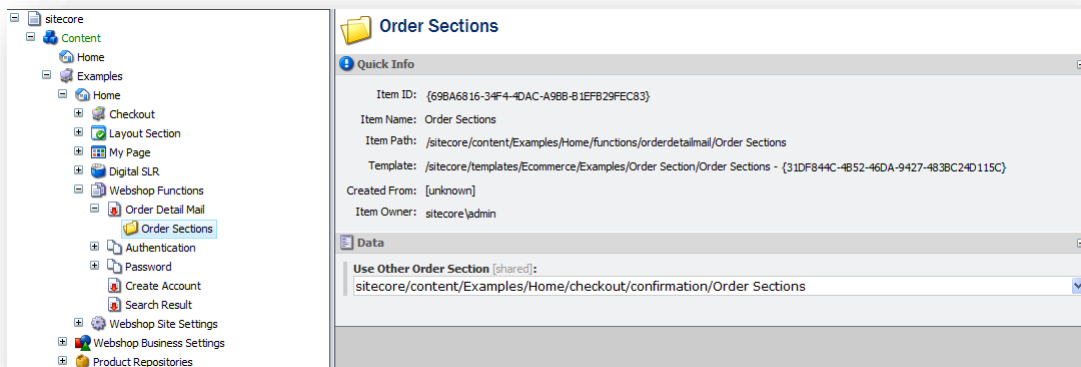 sitecore
Content
Home
Examples
Home
Checkout
Layout Section
My Page
Digital SLR
Webshop Functions
Order Detail Mail
Order Sections
Authentication
Password
Create Account
Search Result
Webshop Site Settings
Webshop Business Settings
Product Repositories
Order Sections
Quick Info
Item ID: {69BA6816-34F4-4DAC-A9BB-B1EFB29FEC83}
Item Name: Order Sections
Item Path: /sitecore/content/Examples/Home/functions/orderdetailmail/Order Sections
Template: /sitecore/templates/Ecommerce/Examples/Order Section/Order Sections - {31DF844C-4B52-46DA-9427-483BC24D115C}
Created From: [unknown]
Item Owner: sitecore\admin
Data
Use Other Order Section [shared]:
sitecore/content/Examples/Home/checkout/confirmation/Order Sections